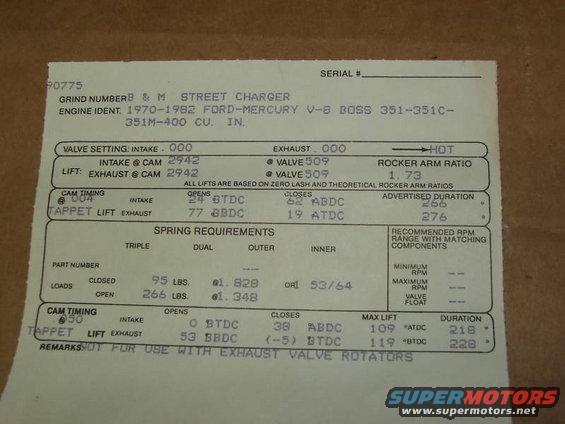 SERIAL #
90775
GRIND NUMBER B & M STREET CHARGER
ENGINE IDENT. 1970-1982 FORD-MERCURY V-8 BOSS 351-351C-
351M-400 CU. IN.
VALVE SETTING: INTAKE .000 EXHAUST .000 HOT
INTAKE @ CAM 2942 @ VALVE 509 ROCKER ARM RATIO
LIFT: EXHAUST @ CAM 2942 @ VALVE 509 1.73
ALL LIFTS ARE BASED ON ZERO LASH AND THEORETICAL ROCKER ARM RATIOS
CAM TIMING OPENS CLOSES ADVERTISED DURATION
@ 004 INTAKE 24 BTDC 62 ABDC 266 °
TAPPET LIFT EXHAUST 77 BBDC 19 ATDC 276 °
SPRING REQUIREMENTS RECOMMENDED RPM
RANGE WITH MATCHING
COMPONENTS
TRIPLE DUAL OUTER INNER
PART NUMBER -- MINIMUM RPM --
LOADS CLOSED 95 LBS. @1.828 OR1 53/64 MAXIMUM RPM --
OPEN 266 LBS. @1.348 VALVE FLOAT --
CAM TIMING OPENS CLOSES MAX LIFT DURATION
@50 INTAKE 0 BTDC 38 ABDC 109 °ATDC 218 °
TAPPET LIFT EXHAUST 53 BBDC (-5) BTDC 119 °BTDC 228 °
REMARKS: NOT FOR USE WITH EXHAUST VALVE ROTATORS
SUPERMOTORS
www.supermotors.net